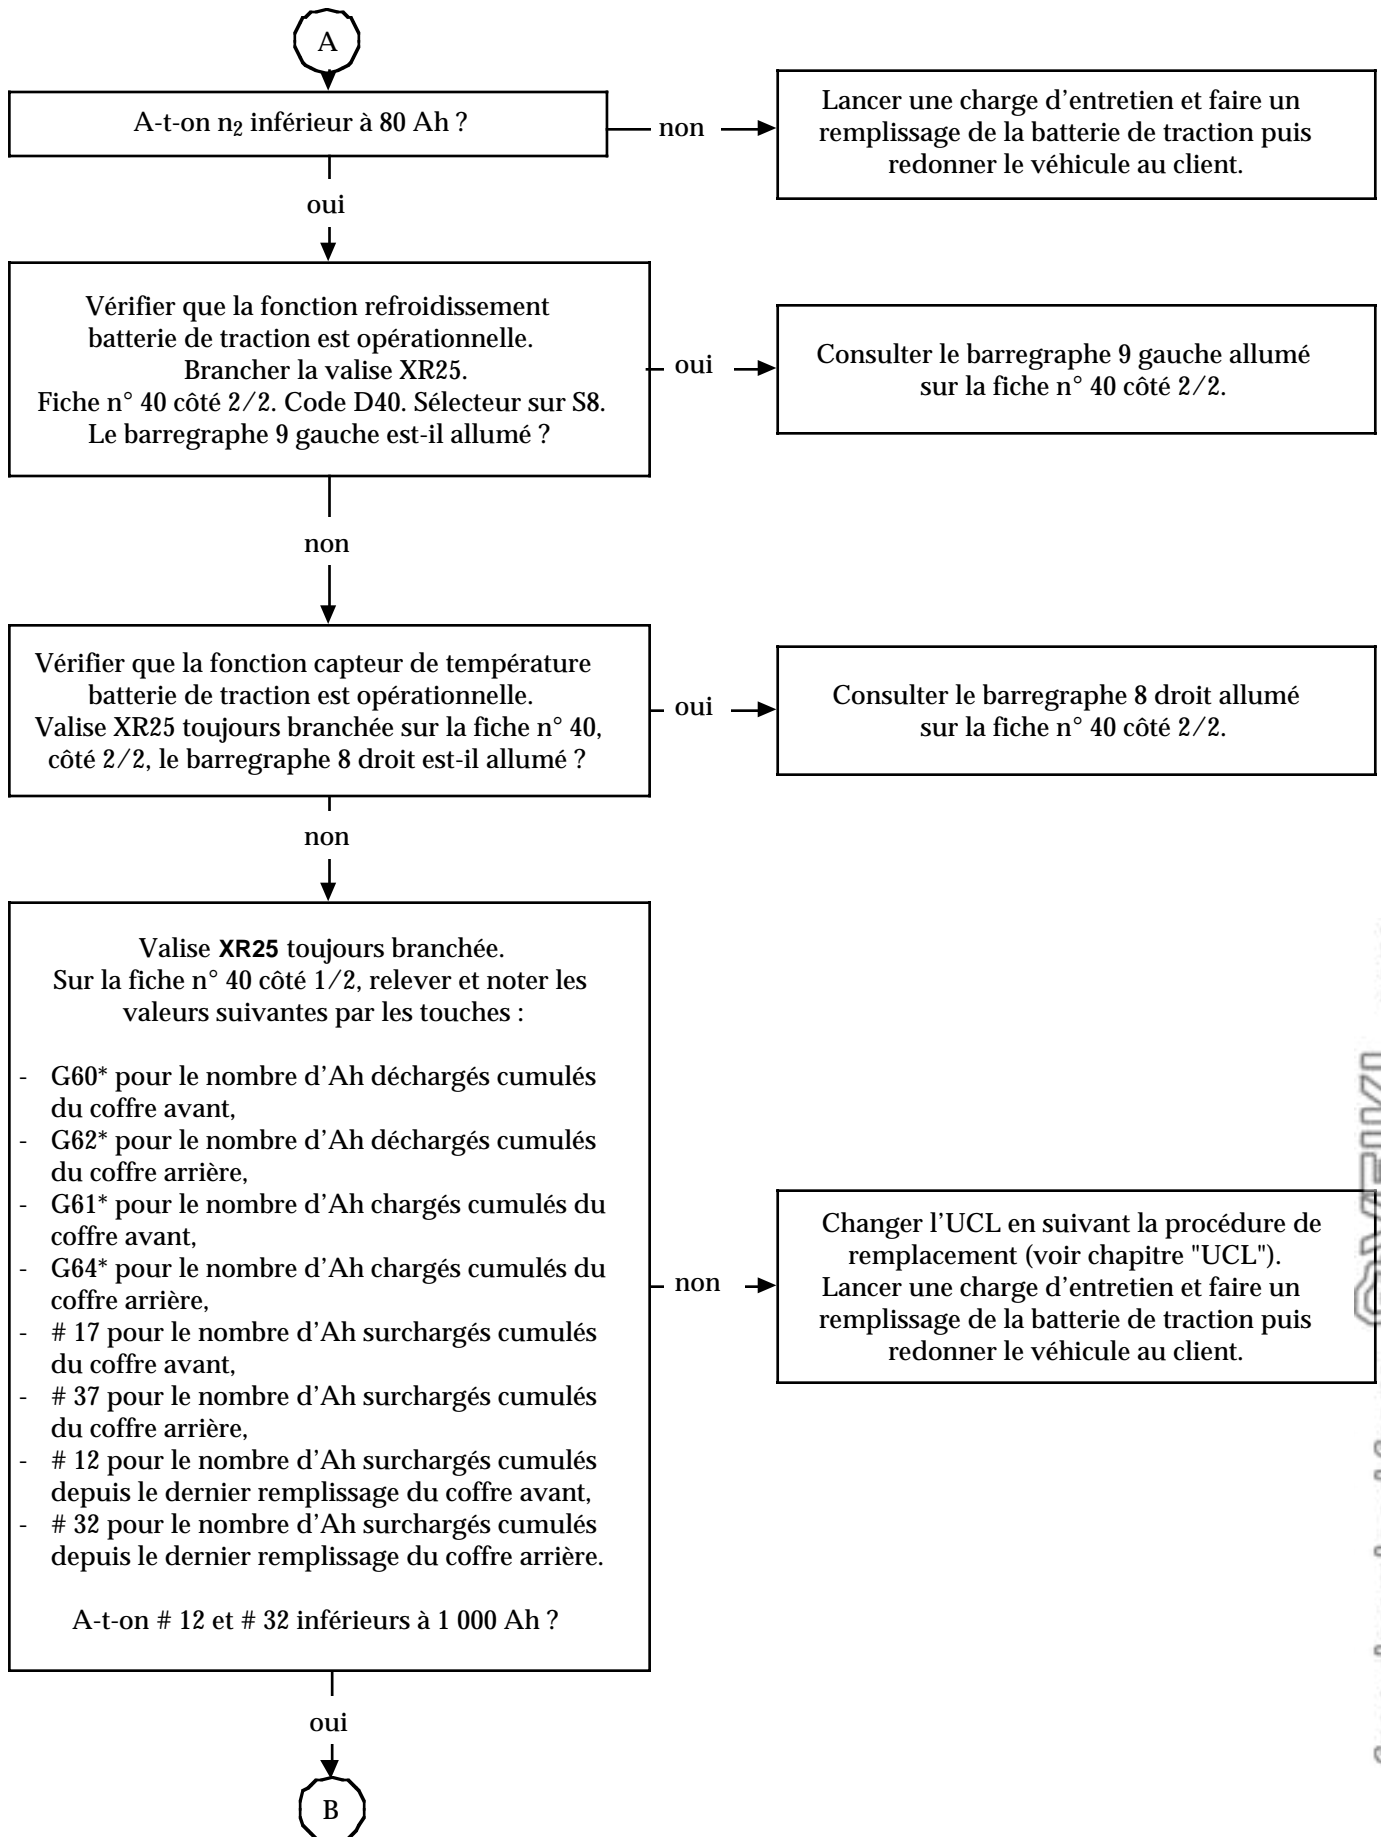 A
A-t-on n2 inférieur à 80 Ah ?
non
Lancer une charge d'entretien et faire un
remplissage de la batterie de traction puis
redonner le véhicule au client.
oui
Vérifier que la fonction refroidissement
batterie de traction est opérationnelle.
Brancher la valise XR25.
Fiche n° 40 côté 2/2. Code D40. Sélecteur sur S8.
Le barregraphe 9 gauche est-il allumé ?
oui
Consulter le barregraphe 9 gauche allumé
sur la fiche n° 40 côté 2/2.
non
Vérifier que la fonction capteur de température
batterie de traction est opérationnelle.
Valise XR25 toujours branchée sur la fiche n° 40,
côté 2/2, le barregraphe 8 droit est-il allumé ?
oui
Consulter le barregraphe 8 droit allumé
sur la fiche n° 40 côté 2/2.
non
Valise XR25 toujours branchée.
Sur la fiche n° 40 côté 1/2, relever et noter les
valeurs suivantes par les touches :
- G60* pour le nombre d'Ah déchargés cumulés
du coffre avant,
- G62* pour le nombre d'Ah déchargés cumulés
du coffre arrière,
- G61* pour le nombre d'Ah chargés cumulés du
coffre avant,
- G64* pour le nombre d'Ah chargés cumulés du
coffre arrière,
- # 17 pour le nombre d'Ah surchargés cumulés
du coffre avant,
- # 37 pour le nombre d'Ah surchargés cumulés
du coffre arrière,
- # 12 pour le nombre d'Ah surchargés cumulés
depuis le dernier remplissage du coffre avant,
- # 32 pour le nombre d'Ah surchargés cumulés
depuis le dernier remplissage du coffre arrière.
A-t-on # 12 et # 32 inférieurs à 1 000 Ah ?
non
Changer l'UCL en suivant la procédure de
remplacement (voir chapitre "UCL").
Lancer une charge d'entretien et faire un
remplissage de la batterie de traction puis
redonner le véhicule au client.
oui
B